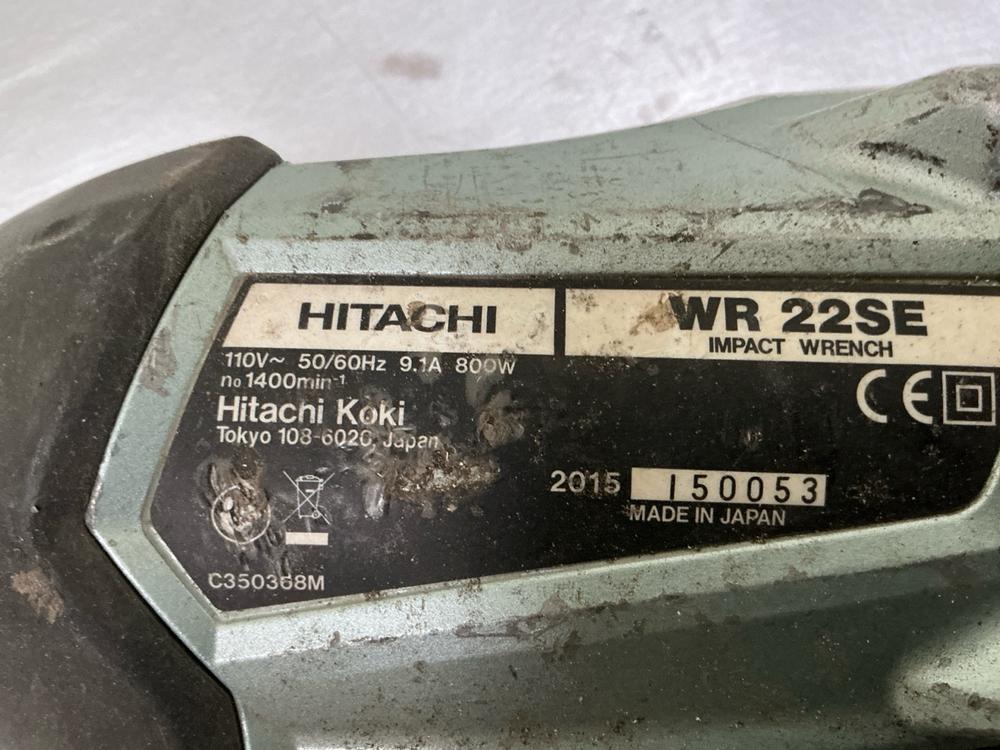 HITACHI
WR 22SE
IMPACT WRENCH
110V~ 50/60Hz 9.1A 800W
n₀1400min⁻¹
Hitachi Koki
Tokyo 108-6020, Japan
CE
2015 150053
MADE IN JAPAN
C350368M